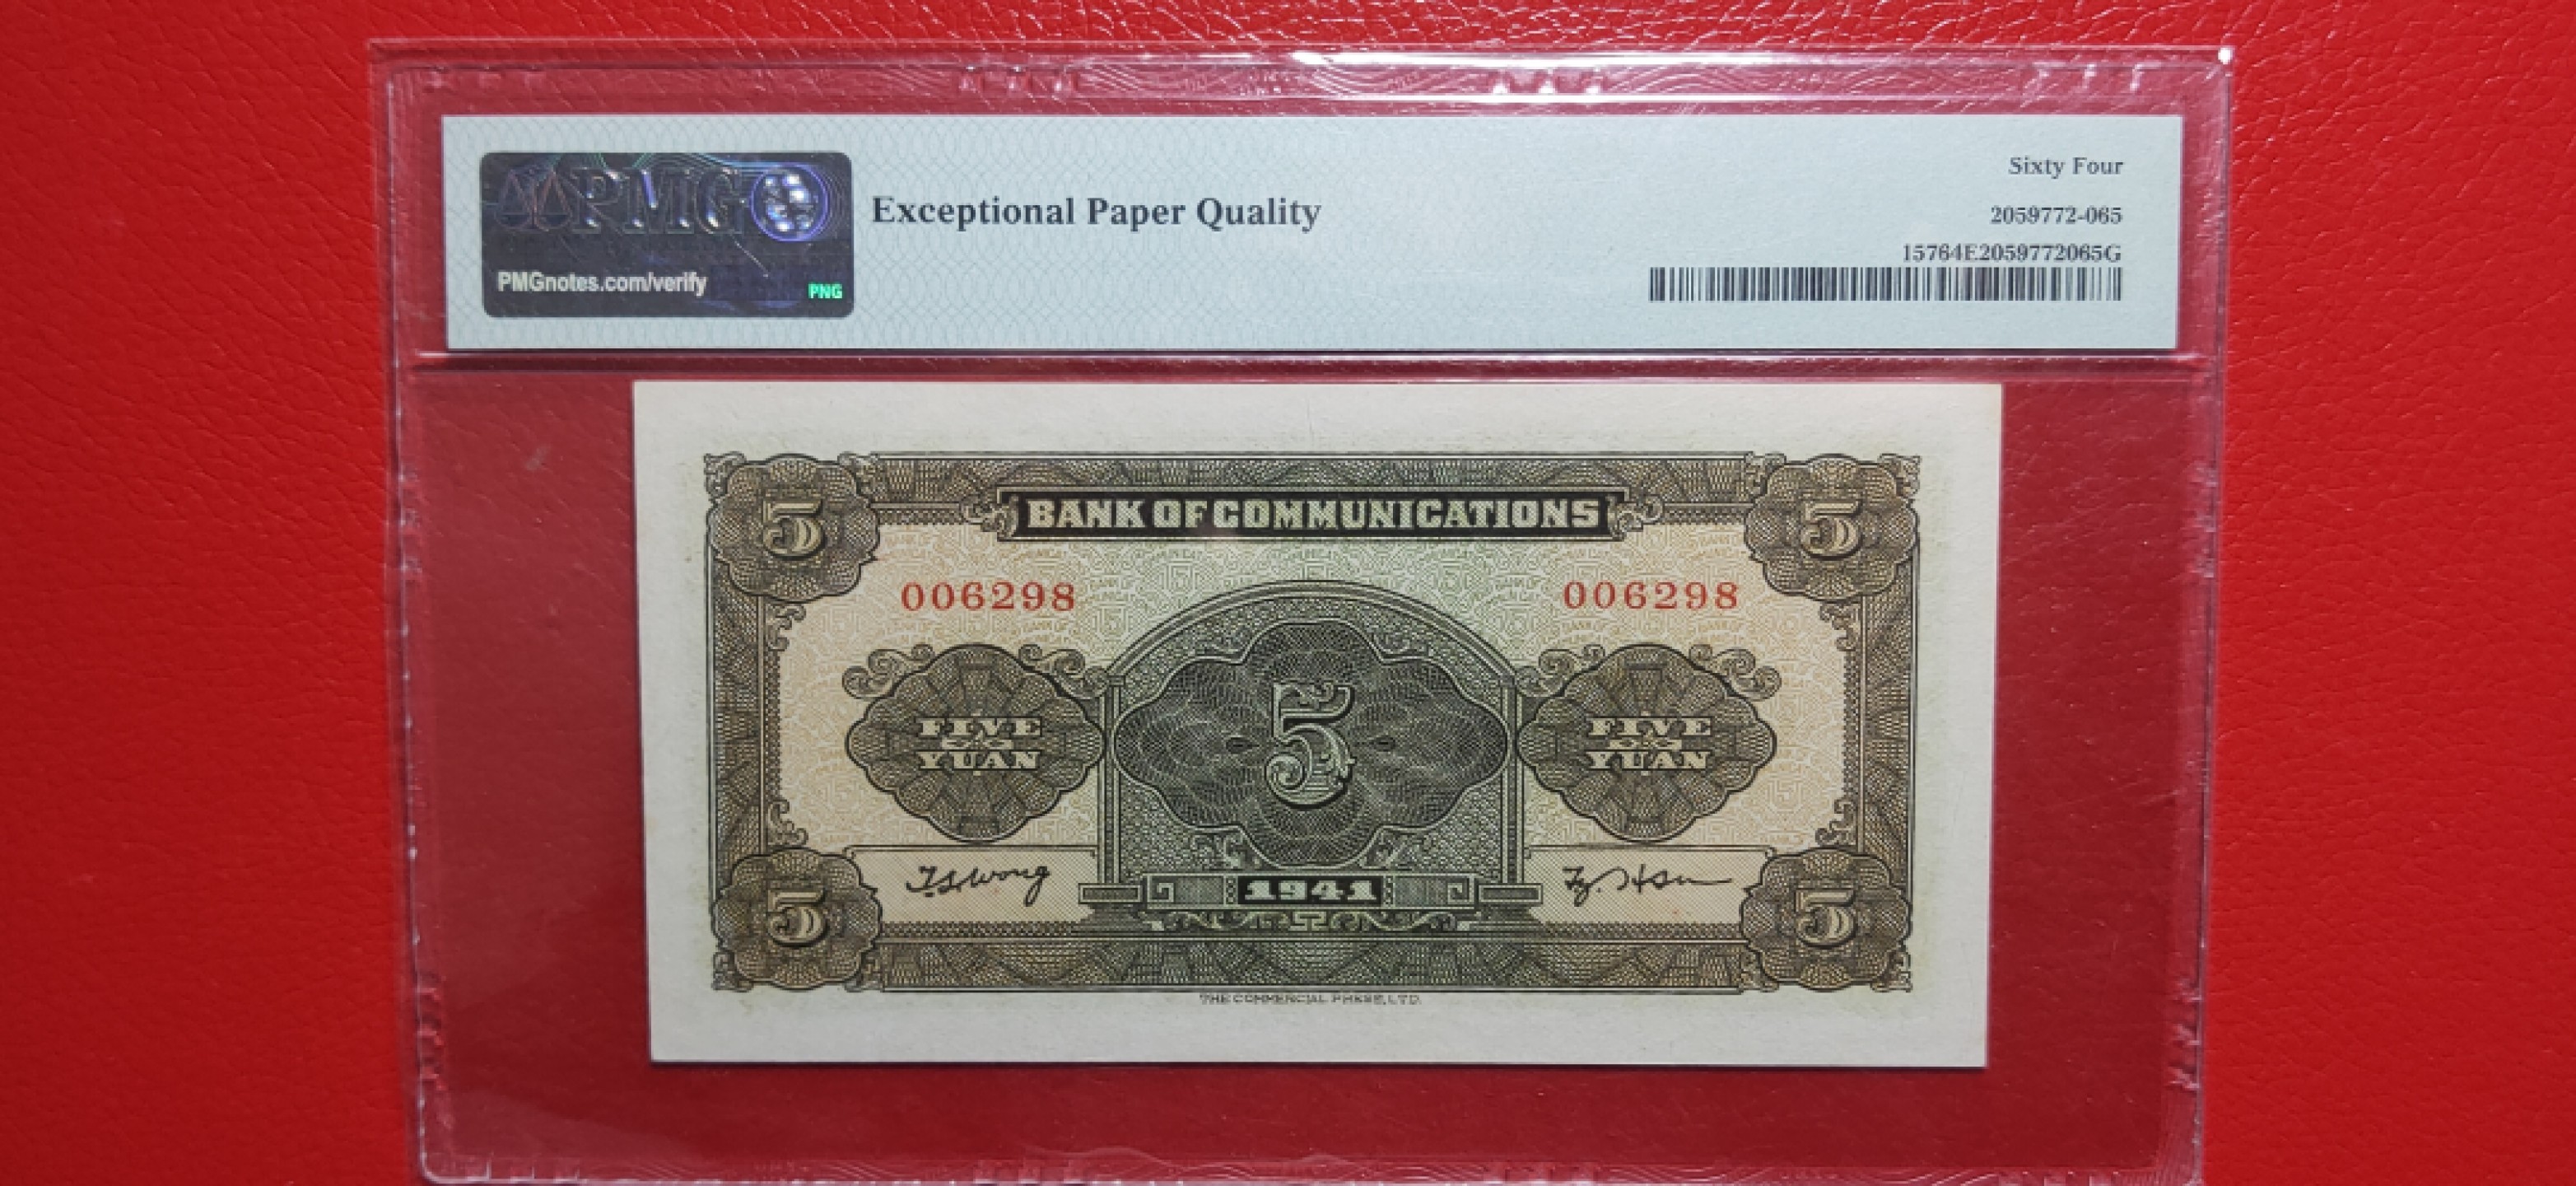 PMG
PMGnotes.com/verify
PNG
Exceptional Paper Quality
Sixty Four
2059772-065
15764E2059772065G
5
5
BANK OF COMMUNICATIONS
006298
006298
5
FIVE
YUAN
FIVE
YUAN
T.S. Wong
1941
5
5
THE COMMERCIAL PRESS, LTD.